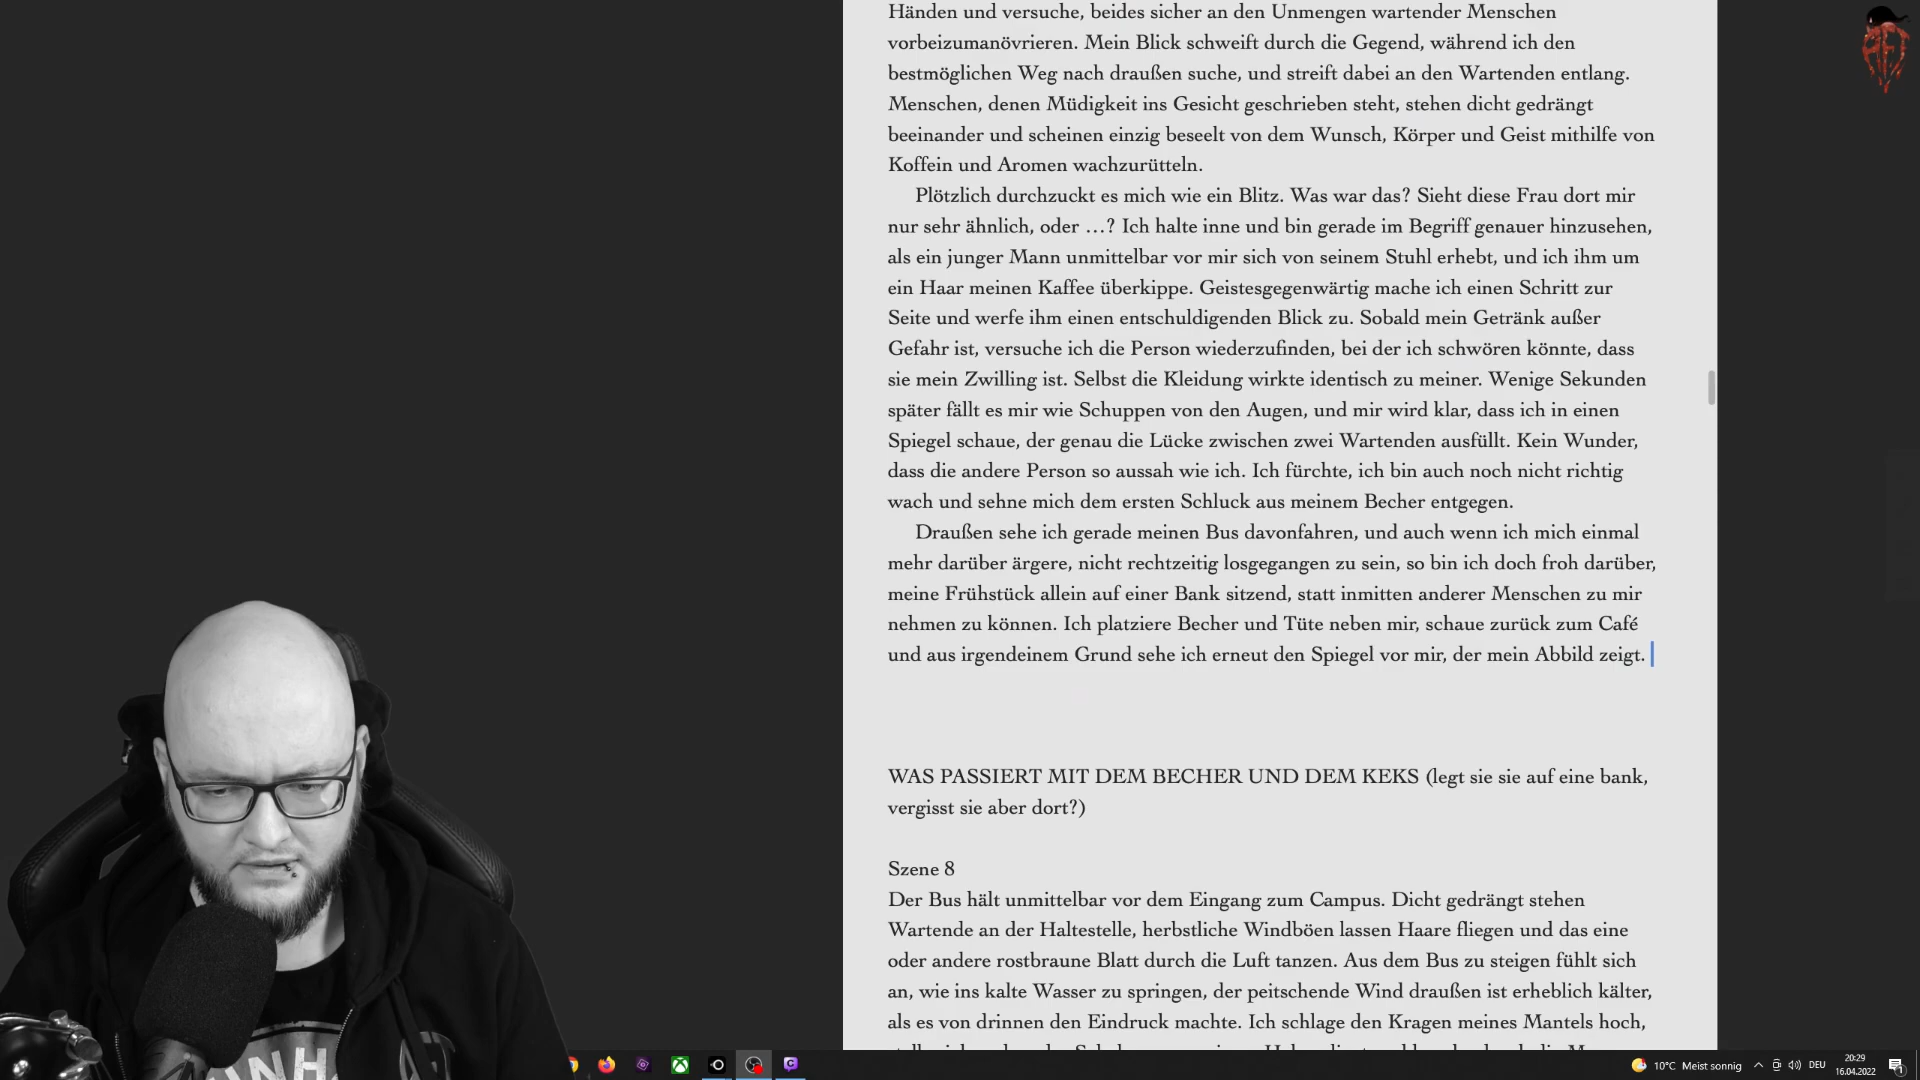 Händen und versuche, beides sicher an den Unmengen wartender Menschen
vorbeizumanövrieren. Mein Blick schweift durch die Gegend, während ich den
bestmöglichen Weg nach draußen suche, und streift dabei an den Wartenden entlang.
Menschen, denen Müdigkeit ins Gesicht geschrieben steht, stehen dicht gedrängt
beeinander und scheinen einzig beseelt von dem Wunsch, Körper und Geist mithilfe von
Koffein und Aromen wachzurütteln.
Plötzlich durchzuckt es mich wie ein Blitz. Was war das? Sieht diese Frau dort mir
nur sehr ähnlich, oder …? Ich halte inne und bin gerade im Begriff genauer hinzusehen,
als ein junger Mann unmittelbar vor mir sich von seinem Stuhl erhebt, und ich ihm um
ein Haar meinen Kaffee überkippe. Geistesgegenwärtig mache ich einen Schritt zur
Seite und werfe ihm einen entschuldigenden Blick zu. Sobald mein Getränk außer
Gefahr ist, versuche ich die Person wiederzufinden, bei der ich schwören könnte, dass
sie mein Zwilling ist. Selbst die Kleidung wirkte identisch zu meiner. Wenige Sekunden
später fällt es mir wie Schuppen von den Augen, und mir wird klar, dass ich in einen
Spiegel schaue, der genau die Lücke zwischen zwei Wartenden ausfüllt. Kein Wunder,
dass die andere Person so aussah wie ich. Ich fürchte, ich bin auch noch nicht richtig
wach und sehne mich dem ersten Schluck aus meinem Becher entgegen.
Draußen sehe ich gerade meinen Bus davonfahren, und auch wenn ich mich einmal
mehr darüber ärgere, nicht rechtzeitig losgegangen zu sein, so bin ich doch froh darüber,
meine Frühstück allein auf einer Bank sitzend, statt inmitten anderer Menschen zu mir
nehmen zu können. Ich platziere Becher und Tüte neben mir, schaue zurück zum Café
und aus irgendeinem Grund sehe ich erneut den Spiegel vor mir, der mein Abbild zeigt.
WAS PASSIERT MIT DEM BECHER UND DEM KEKS (legt sie sie auf eine bank,
vergisst sie aber dort?)
Szene 8
Der Bus hält unmittelbar vor dem Eingang zum Campus. Dicht gedrängt stehen
Wartende an der Haltestelle, herbstliche Windböen lassen Haare fliegen und das eine
oder andere rostbraune Blatt durch die Luft tanzen. Aus dem Bus zu steigen fühlt sich
an, wie ins kalte Wasser zu springen, der peitschende Wind draußen ist erheblich kälter,
als es von drinnen den Eindruck machte. Ich schlage den Kragen meines Mantels hoch,
10°C Meist sonnig
DEU
20:29
16.04.2022